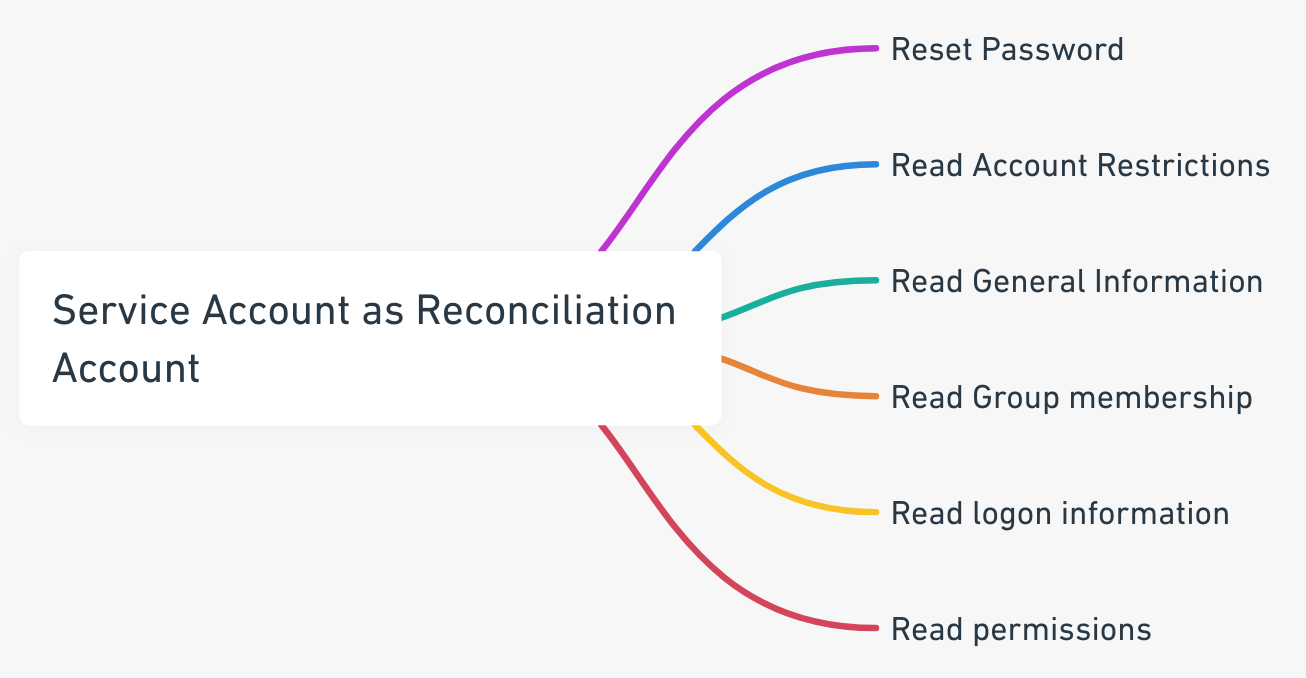 Reset Password
Read Account Restrictions
Read General Information
Service Account as Reconciliation
Account
Read Group membership
Read logon information
Read permissions